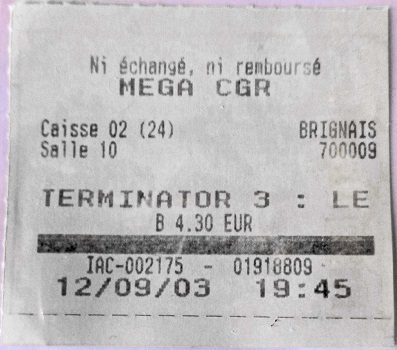 Ni échangé, ni remboursé
MEGA CGR
Caisse 02 (24) BRIGNAIS
Salle 10 700009
TERMINATOR 3 : LE
B 4.30 EUR
IAC-002175 - 01918809
12/09/03 19:45